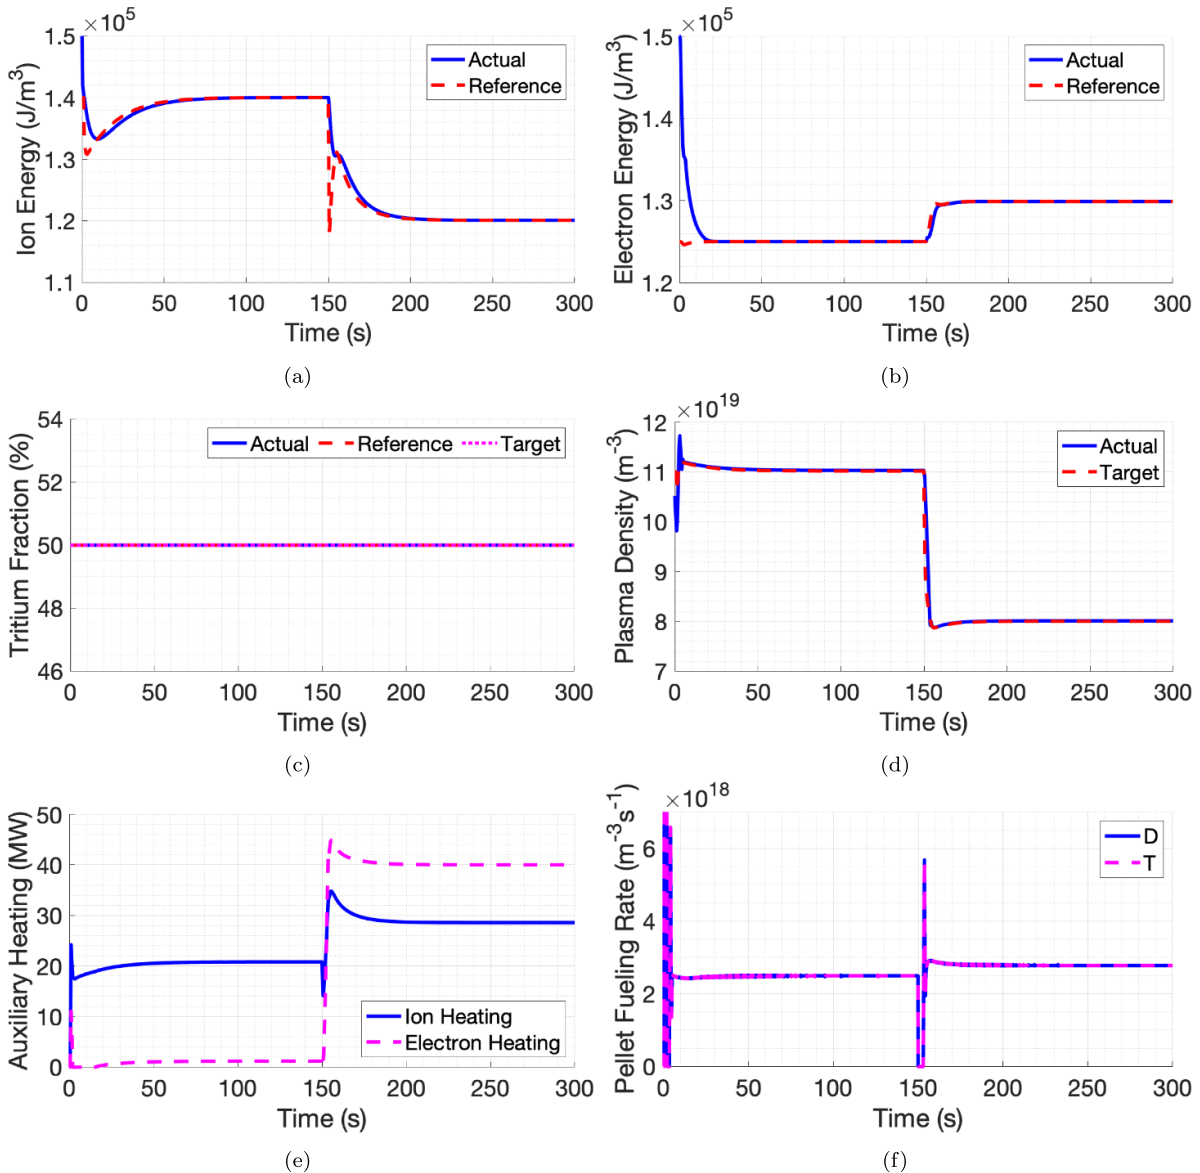 ×10^5
1.5
1.4
1.3
1.2
1.1
Ion Energy (J/m^3)
Actual
Reference
0 50 100 150 200 250 300
Time (s)
(a)
×10^5
1.5
1.4
1.3
1.2
Electron Energy (J/m^3)
Actual
Reference
0 50 100 150 200 250 300
Time (s)
(b)
54
52
50
48
46
Tritium Fraction (%)
Actual Reference Target
0 50 100 150 200 250 300
Time (s)
(c)
×10^19
12
11
10
9
8
7
Plasma Density (m^-3)
Actual
Target
0 50 100 150 200 250 300
Time (s)
(d)
50
40
30
20
10
0
Auxiliary Heating (MW)
Ion Heating
Electron Heating
0 50 100 150 200 250 300
Time (s)
(e)
×10^18
6
4
2
0
Pellet Fueling Rate (m^-3s^-1)
D
T
0 50 100 150 200 250 300
Time (s)
(f)